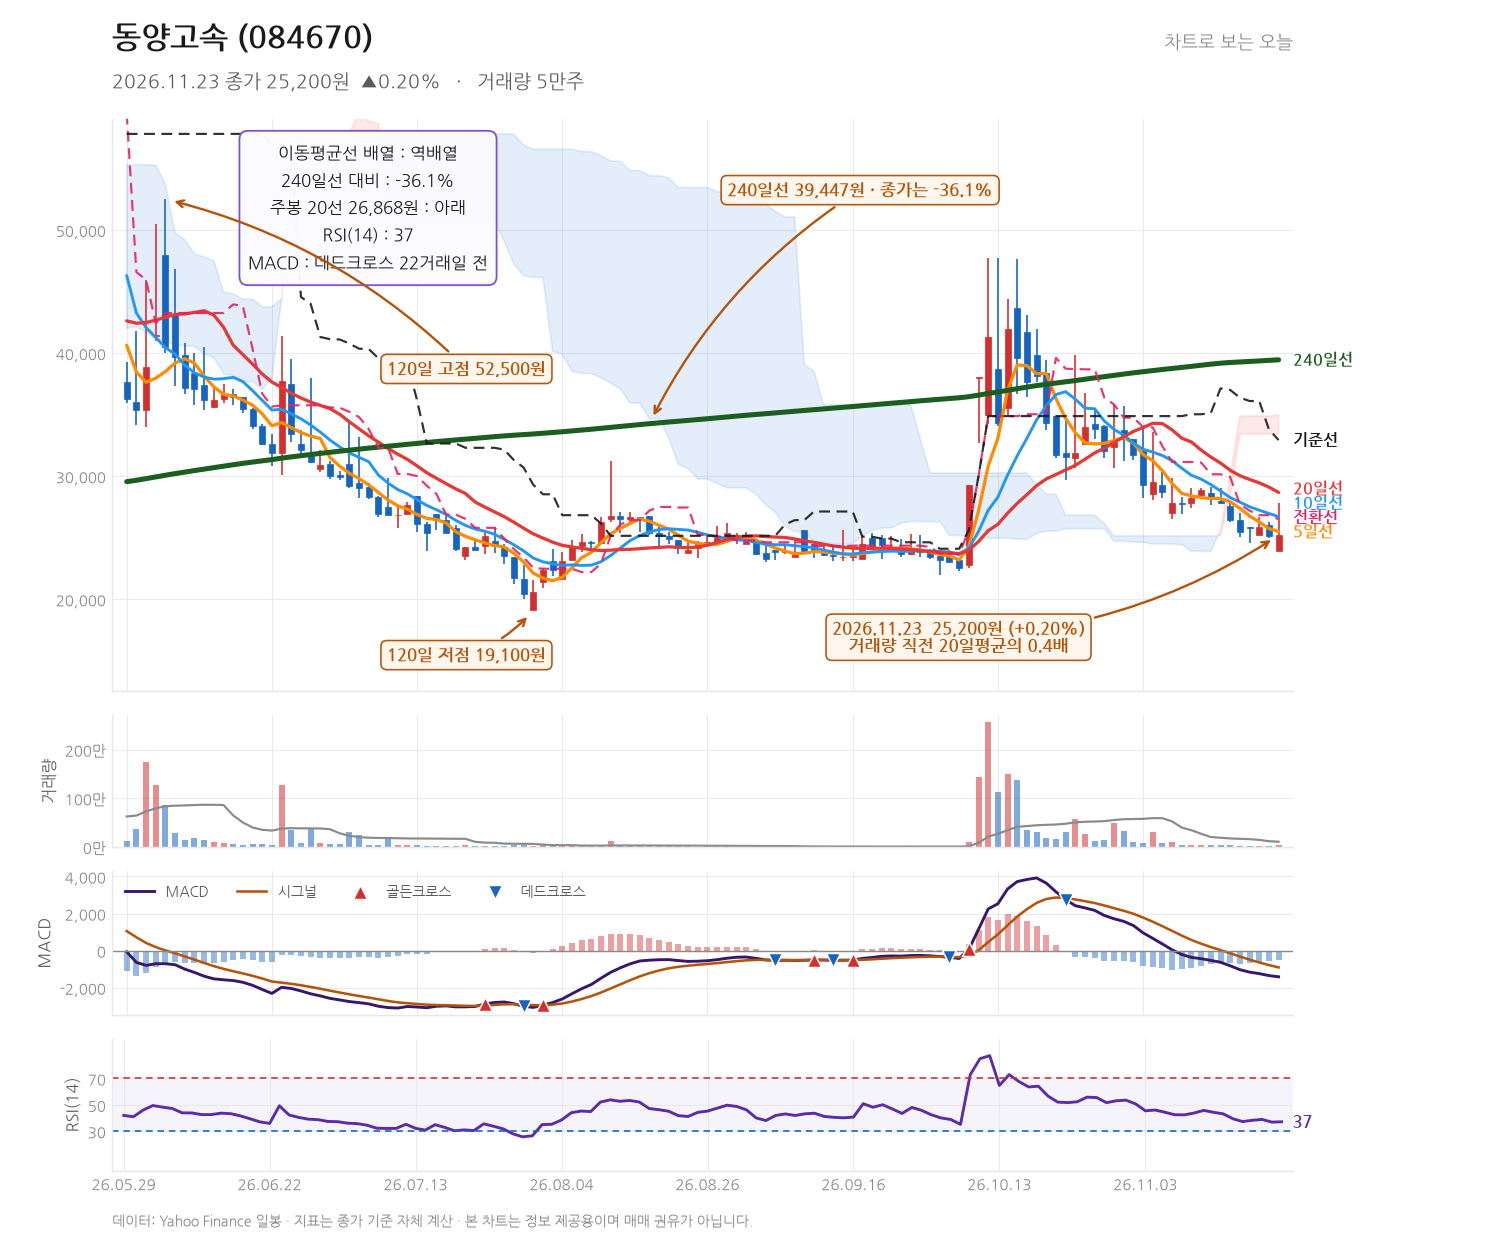 동양고속 (084670)
차트로 보는 오늘
2026.11.23 종가 25,200원 ▲0.20% · 거래량 5만주
이동평균선 배열 : 역배열
240일선 대비 : -36.1%
주봉 20선 26,868원 : 아래
RSI(14) : 37
MACD : 데드크로스 22거래일 전
240일선 39,447원 · 종가는 -36.1%
120일 고점 52,500원
120일 저점 19,100원
2026.11.23 25,200원 (+0.20%)
거래량 직전 20일평균의 0.4배
50,000
40,000
30,000
20,000
240일선
기준선
20일선
10일선
전환선
5일선
거래량
200만
100만
0만
MACD
4,000
2,000
0
-2,000
MACD
시그널
골든크로스
데드크로스
RSI(14)
70
50
30
37
26.05.29
26.06.22
26.07.13
26.08.04
26.08.26
26.09.16
26.10.13
26.11.03
데이터: Yahoo Finance 일봉 · 지표는 종가 기준 자체 계산 · 본 차트는 정보 제공용이며 매매 권유가 아닙니다.